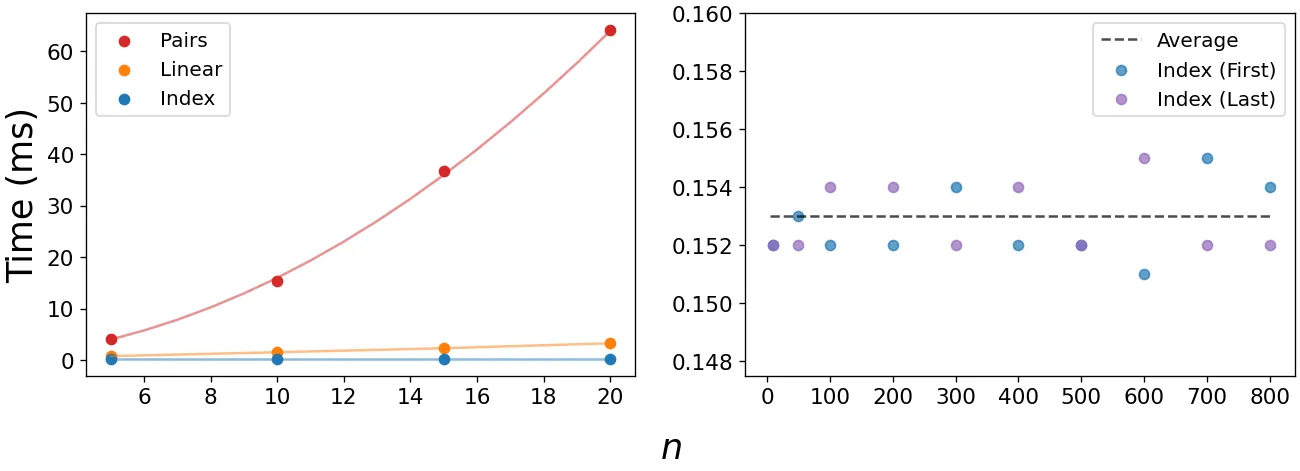 Time (ms)
60
50
40
30
20
10
0
Pairs
Linear
Index
6 8 10 12 14 16 18 20
0.160
0.158
0.156
0.154
0.152
0.150
0.148
Average
Index (First)
Index (Last)
0 100 200 300 400 500 600 700 800
n